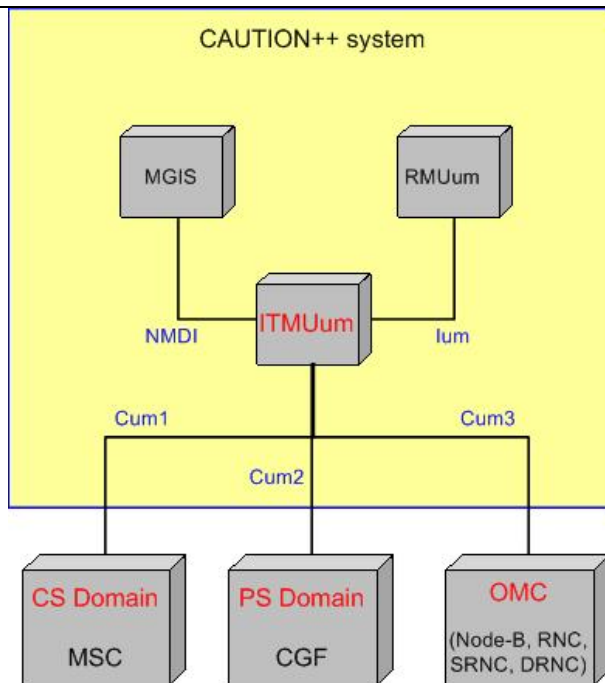 CAUTION++ system
MGIS
RMUum
ITMUum
NMDI
Ium
Cum1
Cum3
Cum2
CS Domain
MSC
PS Domain
CGF
OMC
(Node-B, RNC,
SRNC, DRNC)